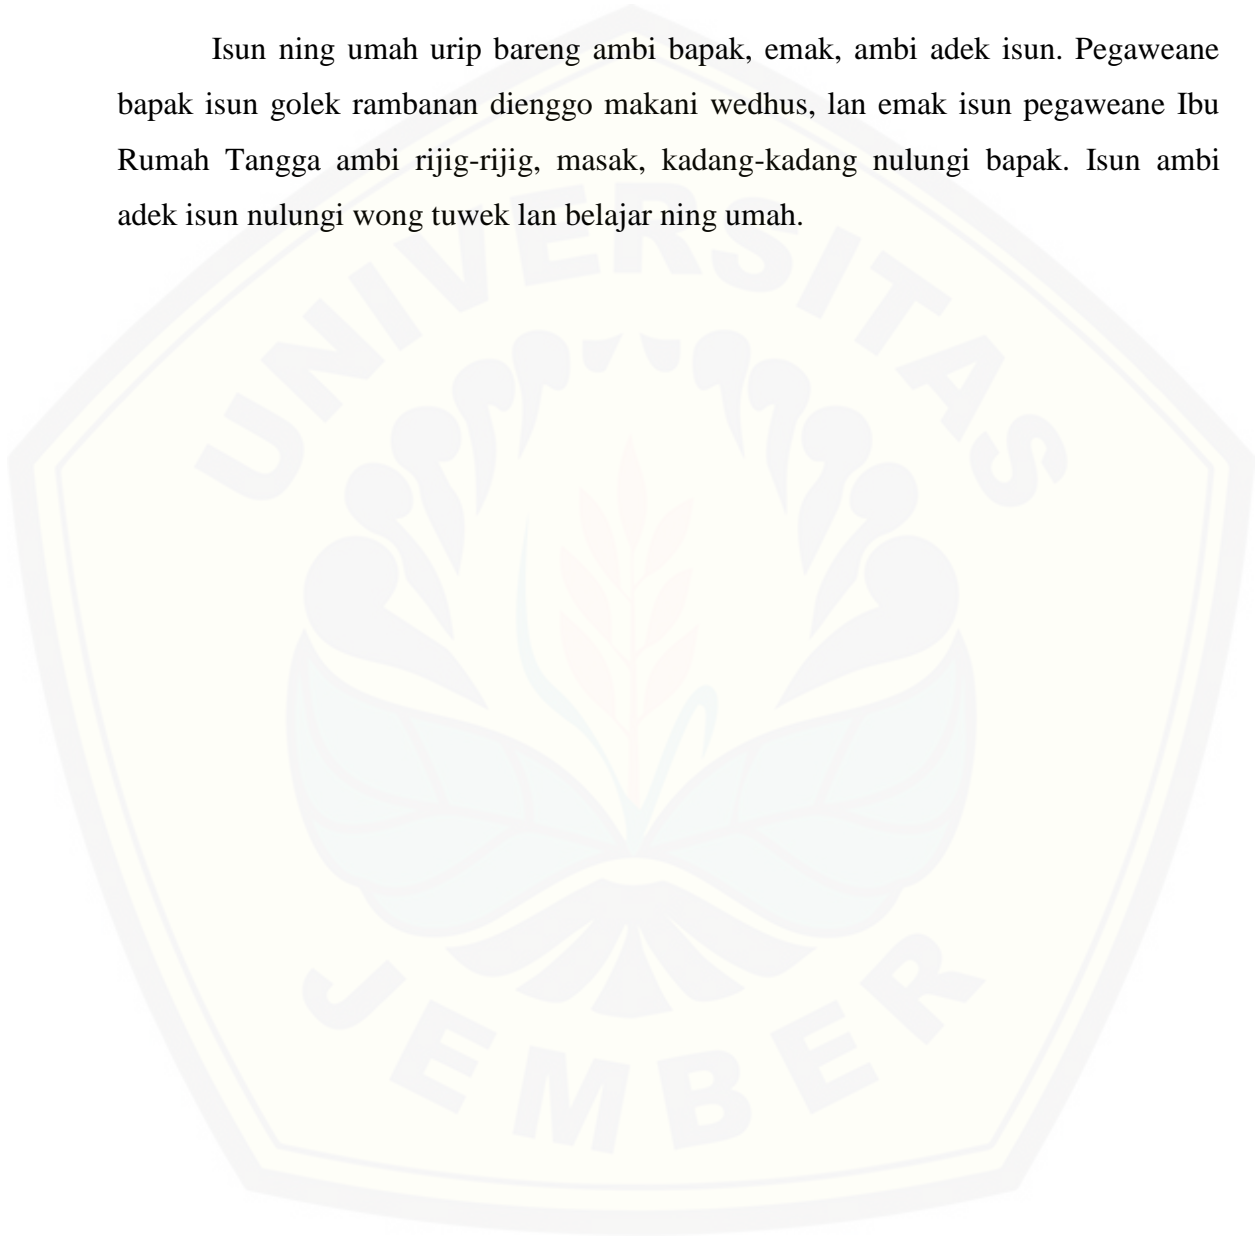 Isun ning umah urip bareng ambi bapak, emak, ambi adek isun. Pegaweane
bapak isun golek rambanan dienggo makani wedhus, lan emak isun pegaweane Ibu
Rumah Tangga ambi rijig-rijig, masak, kadang-kadang nulungi bapak. Isun ambi
adek isun nulungi wong tuwek lan belajar ning umah.
UNIVERSITAS
JEMBER